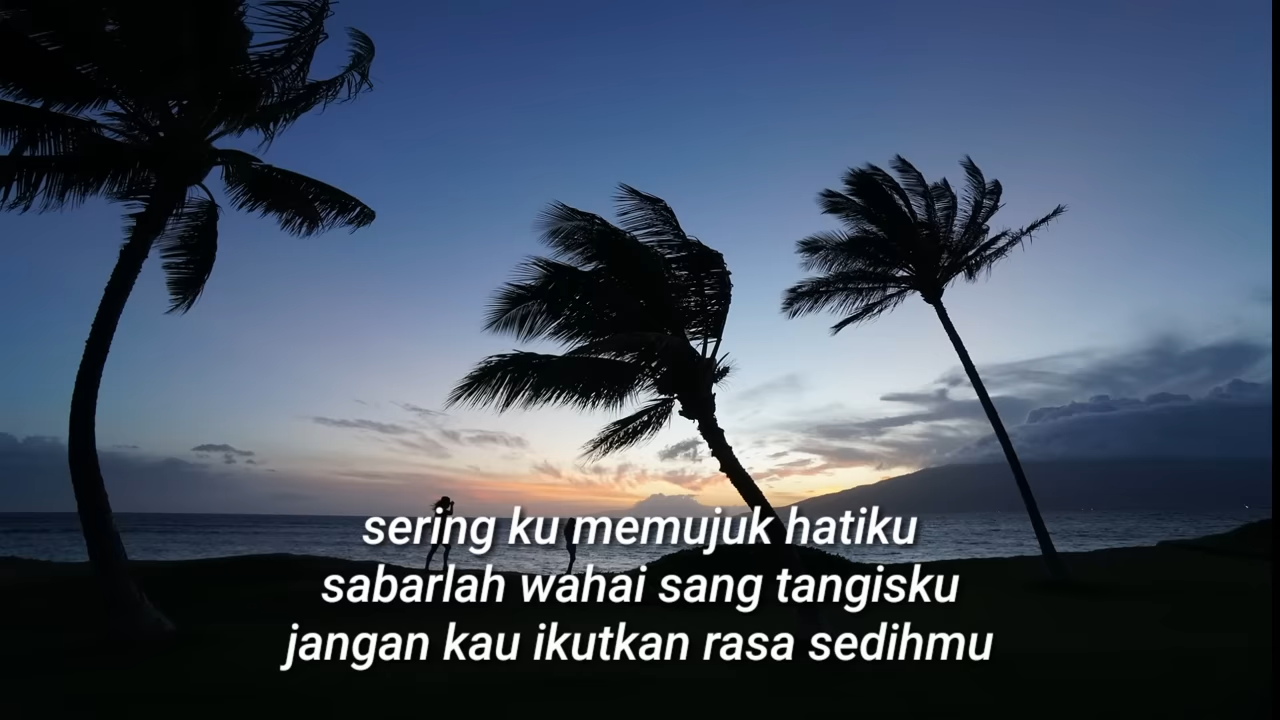 sering ku memujuk hatiku
sabarlah wahai sang tangisku
jangan kau ikutkan rasa sedihmu